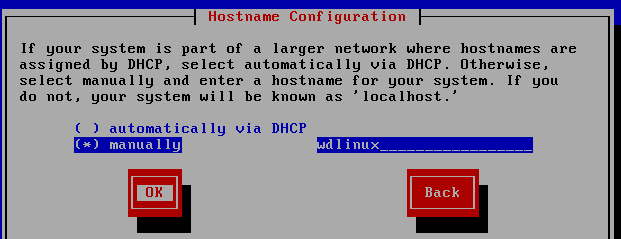 Hostname Configuration
If your system is part of a larger network where hostnames are
assigned by DHCP, select automatically via DHCP. Otherwise,
select manually and enter a hostname for your system. If you
do not, your system will be known as 'localhost.'
( ) automatically via DHCP
(*) manually wdlinux__________________
OK Back